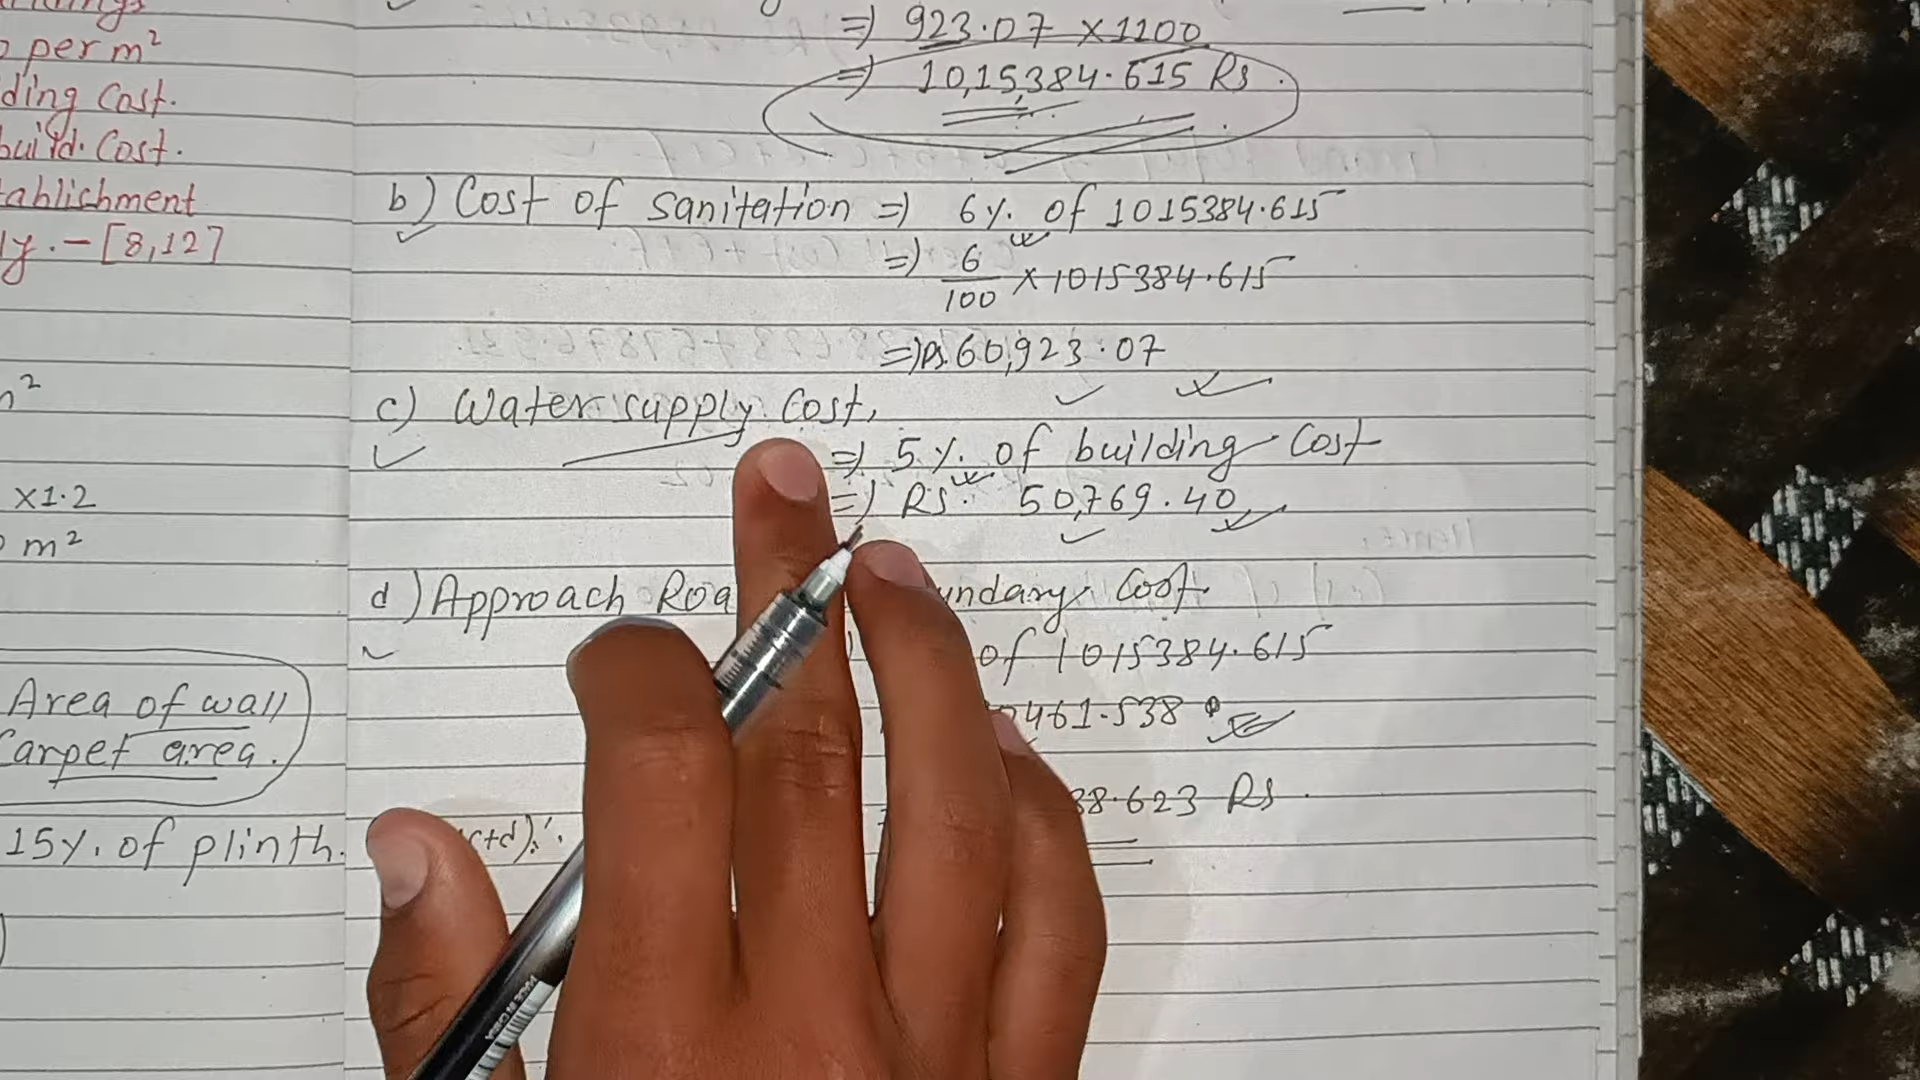 per m²
ding Cost.
build. Cost.
tablishment
ly. - [8,12]
x1.2
m²
Area of wall
Carpet area.
15%. of plinth.
=) 923.07 x1100
=) 10,15,384.615 Rs.
b) Cost of sanitation =) 6%. of 1015384.615
=) 6/100 x 1015384.615
=) Rs. 60,923.07
c) Water supply Cost,
=) 5%. of building Cost
=) Rs. 50,769.40
d) Approach Roa undary Cost.
of 1015384.615
461.538
38.623 Rs.
c+d).